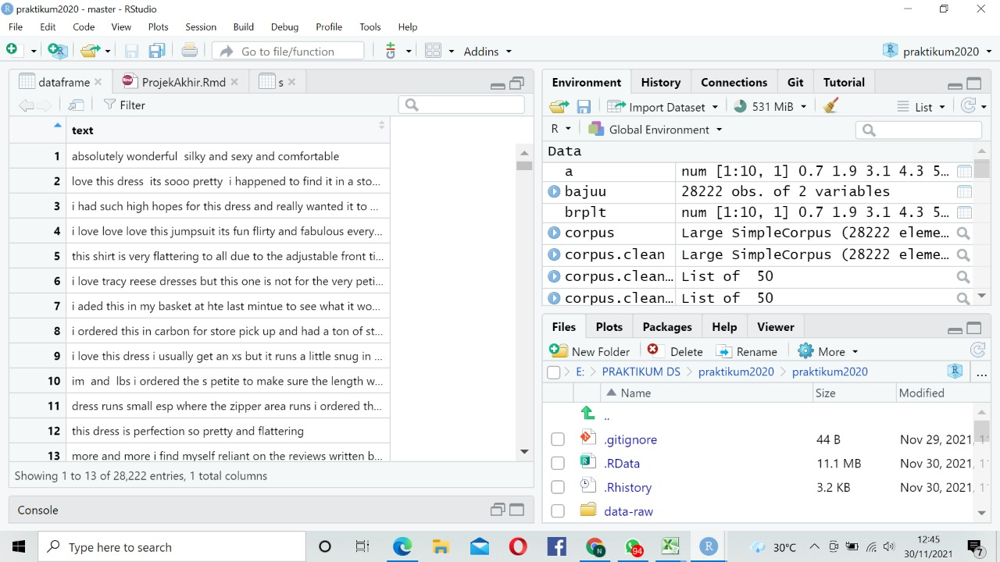 praktikum2020 - master - RStudio
File Edit Code View Plots Session Build Debug Profile Tools Help
Go to file/function Addins praktikum2020
dataframe ProjekAkhir.Rmd s
Filter
text
1 absolutely wonderful silky and sexy and comfortable
2 love this dress its sooo pretty i happened to find it in a sto...
3 i had such high hopes for this dress and really wanted it to ...
4 i love love love this jumpsuit its fun flirty and fabulous every...
5 this shirt is very flattering to all due to the adjustable front ti...
6 i love tracy reese dresses but this one is not for the very peti...
7 i aded this in my basket at hte last mintue to see what it wo...
8 i ordered this in carbon for store pick up and had a ton of st...
9 i love this dress i usually get an xs but it runs a little snug in ...
10 im and lbs i ordered the s petite to make sure the length w...
11 dress runs small esp where the zipper area runs i ordered th...
12 this dress is perfection so pretty and flattering
13 more and more i find myself reliant on the reviews written b...
Showing 1 to 13 of 28,222 entries, 1 total columns
Console
Environment History Connections Git Tutorial
Import Dataset 531 MiB List
R Global Environment
Data
a num [1:10, 1] 0.7 1.9 3.1 4.3 5...
bajuu 28222 obs. of 2 variables
brplt num [1:10, 1] 0.7 1.9 3.1 4.3 5...
corpus Large SimpleCorpus (28222 eleme...
corpus.clean Large SimpleCorpus (28222 eleme...
corpus.clean... List of 50
corpus.clean... List of 50
Files Plots Packages Help Viewer
New Folder Delete Rename More
E: PRAKTIKUM DS praktikum2020 praktikum2020 ...
Name Size Modified
..
.gitignore 44 B Nov 29, 2021,
.RData 11.1 MB Nov 30, 2021,
.Rhistory 3.2 KB Nov 30, 2021,
data-raw
Type here to search 94 30°C 12:45
30/11/2021 7